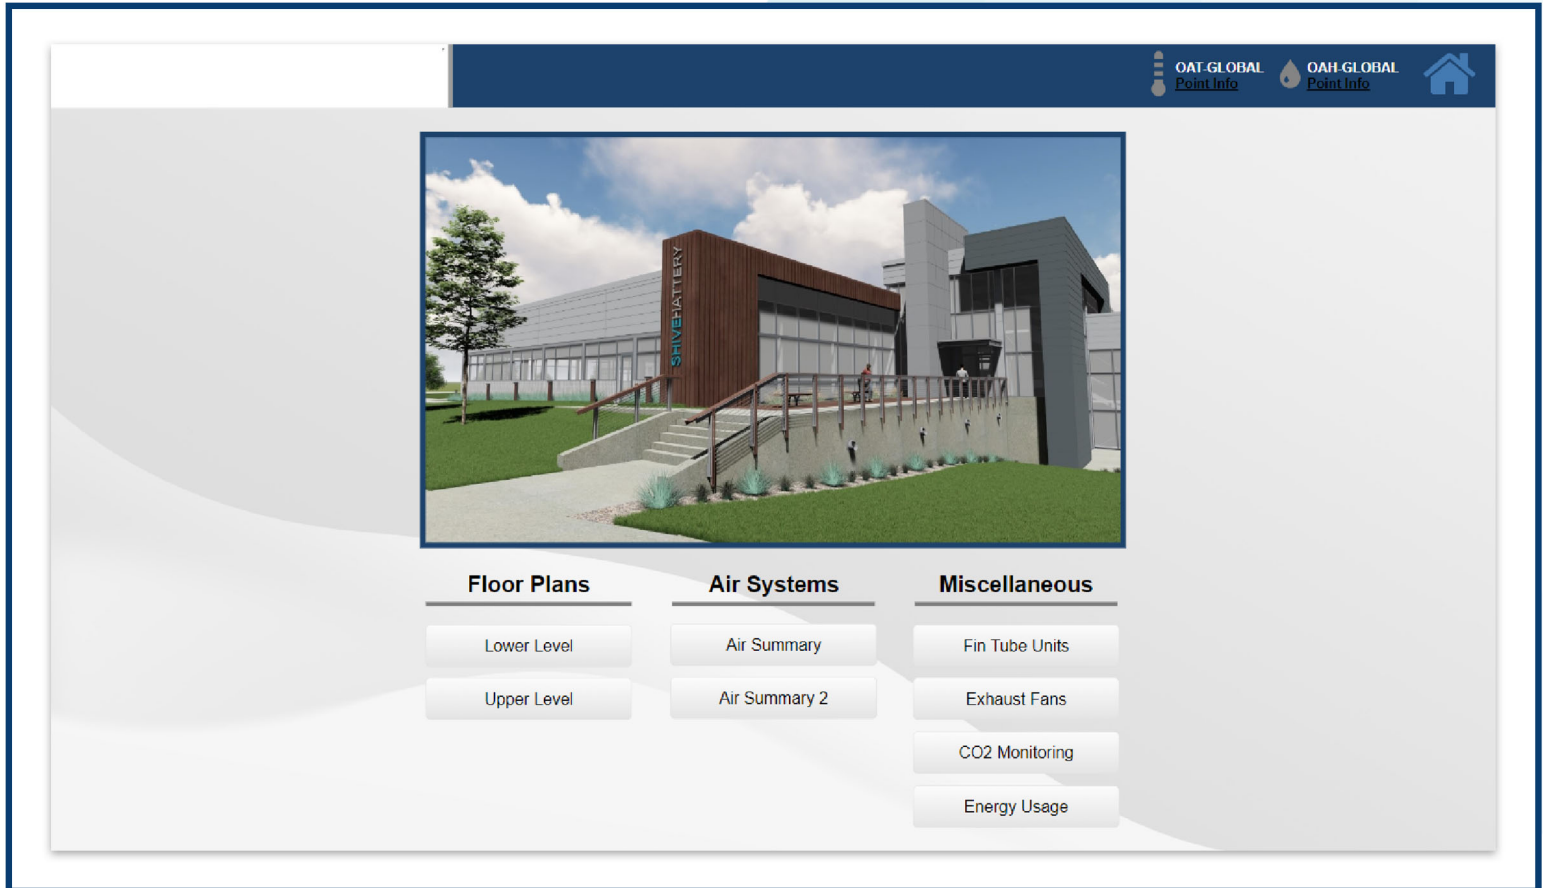 OAT-GLOBAL
Point Info
OAH-GLOBAL
Point Info
SHIVEHATTERY
Floor Plans
Air Systems
Miscellaneous
Lower Level
Air Summary
Fin Tube Units
Upper Level
Air Summary 2
Exhaust Fans
CO2 Monitoring
Energy Usage